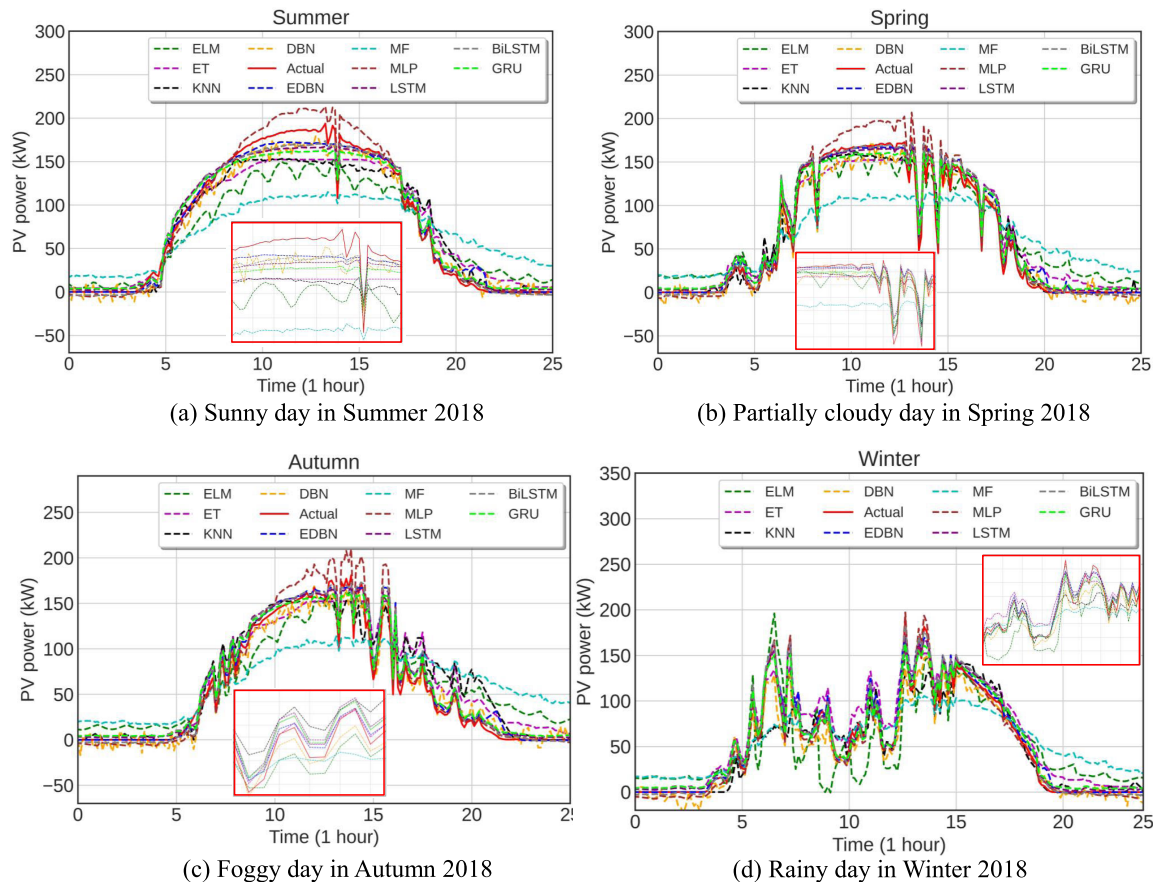 Summer
300
250
200
150
100
50
0
−50
PV power (kW)
ELM DBN MF BiLSTM
ET Actual MLP GRU
KNN EDBN LSTM
0 5 10 15 20 25
Time (1 hour)
(a) Sunny day in Summer 2018
Spring
300
250
200
150
100
50
0
−50
PV power (kW)
ELM DBN MF BiLSTM
ET Actual MLP GRU
KNN EDBN LSTM
0 5 10 15 20 25
Time (1 hour)
(b) Partially cloudy day in Spring 2018
Autumn
250
200
150
100
50
0
−50
PV power (kW)
ELM DBN MF BiLSTM
ET Actual MLP GRU
KNN EDBN LSTM
0 5 10 15 20 25
Time (1 hour)
(c) Foggy day in Autumn 2018
Winter
350
300
250
200
150
100
50
0
PV power (kW)
ELM DBN MF BiLSTM
ET Actual MLP GRU
KNN EDBN LSTM
0 5 10 15 20 25
Time (1 hour)
(d) Rainy day in Winter 2018